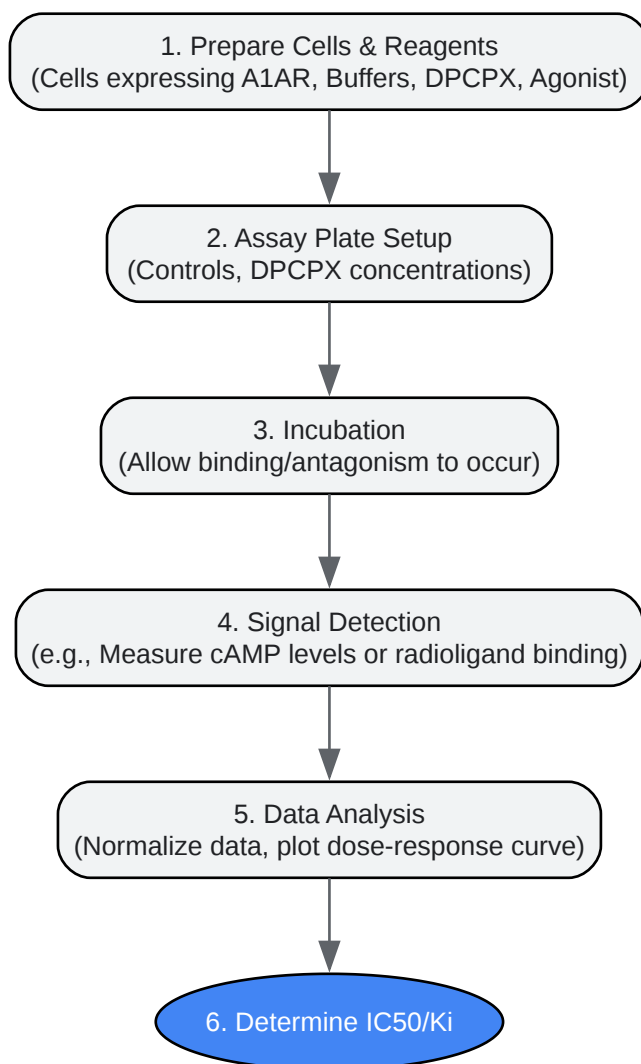 1. Prepare Cells & Reagents
(Cells expressing A1AR, Buffers, DPCPX, Agonist)
2. Assay Plate Setup
(Controls, DPCPX concentrations)
3. Incubation
(Allow binding/antagonism to occur)
4. Signal Detection
(e.g., Measure cAMP levels or radioligand binding)
5. Data Analysis
(Normalize data, plot dose-response curve)
6. Determine IC50/Ki